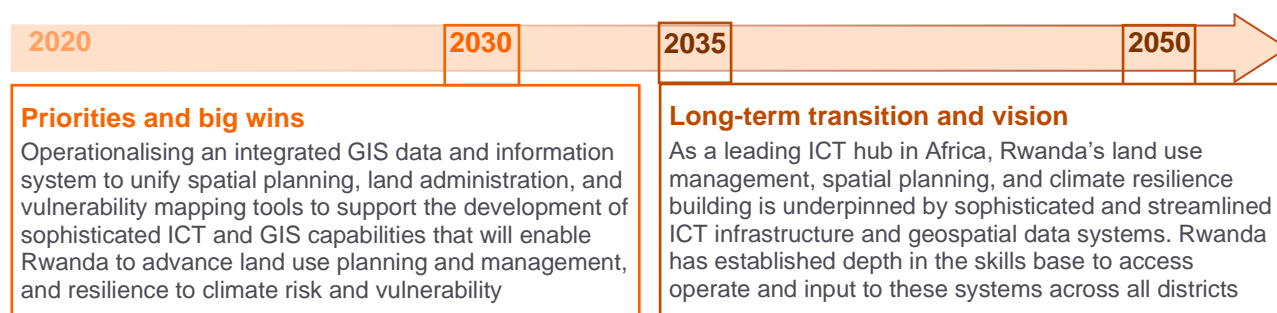 2020 2030 2035 2050
Priorities and big wins
Operationalising an integrated GIS data and information
system to unify spatial planning, land administration, and
vulnerability mapping tools to support the development of
sophisticated ICT and GIS capabilities that will enable
Rwanda to advance land use planning and management,
and resilience to climate risk and vulnerability
Long-term transition and vision
As a leading ICT hub in Africa, Rwanda’s land use
management, spatial planning, and climate resilience
building is underpinned by sophisticated and streamlined
ICT infrastructure and geospatial data systems. Rwanda
has established depth in the skills base to access
operate and input to these systems across all districts